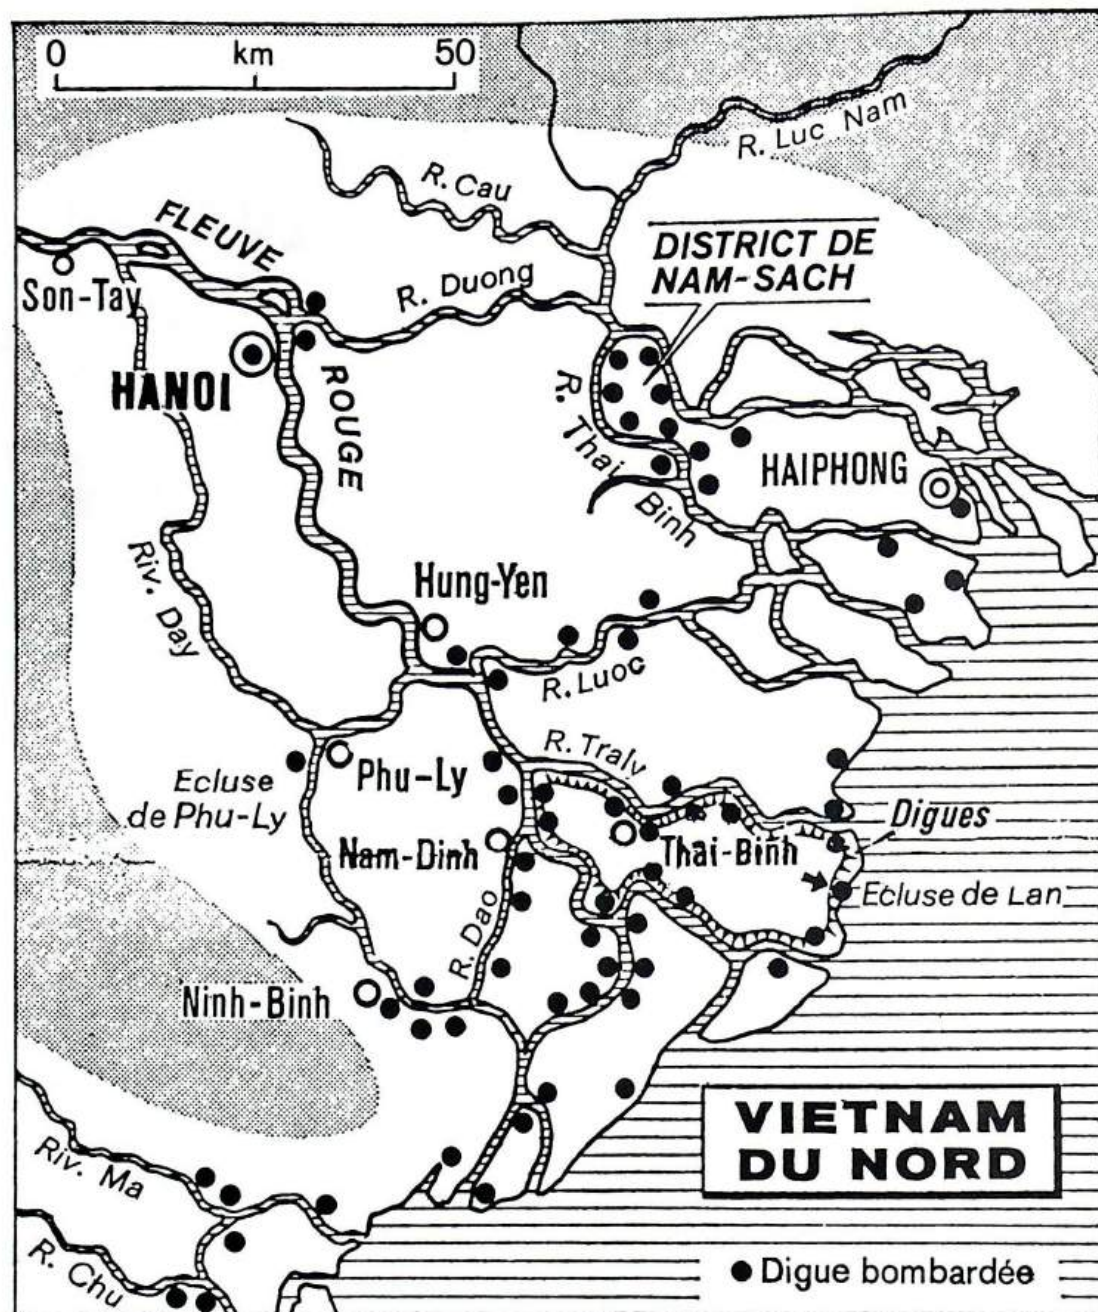 0 km 50
R. Luc Nam
R. Cau
FLEUVE
ROUGE
DISTRICT DE
NAM-SACH
Son-Tay
R. Duong
HANOI
R. Thai Binh
HAIPHONG
Riv. Day
Hung-Yen
R. Luoc
R. Traly
Ecluse
de Phu-Ly
Phu-Ly
Digues
Nam-Dinh
Thai-Binh
Ecluse de Lan
R. Dao
Ninh-Binh
VIETNAM
DU NORD
Riv. Ma
R. Chu
Digue bombardée